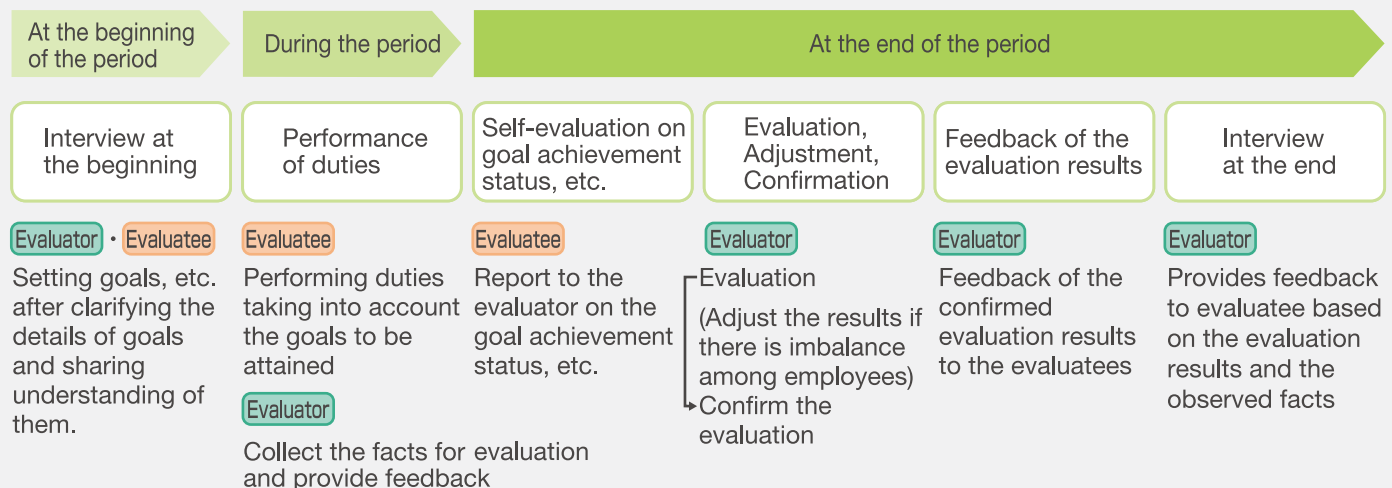 At the beginning
of the period
During the period
At the end of the period
Interview at
the beginning
Performance
of duties
Self-evaluation on
goal achievement
status, etc.
Evaluation,
Adjustment,
Confirmation
Feedback of the
evaluation results
Interview
at the end
Evaluator・Evaluatee
Setting goals, etc.
after clarifying the
details of goals
and sharing
understanding of
them.
Evaluatee
Performing duties
taking into account
the goals to be
attained
Evaluator
Collect the facts for evaluation
and provide feedback
Evaluatee
Report to the
evaluator on the
goal achievement
status, etc.
Evaluator
Evaluation
(Adjust the results if
there is imbalance
among employees)
Confirm the
evaluation
Evaluator
Feedback of the
confirmed
evaluation results
to the evaluatees
Evaluator
Provides feedback
to evaluatee based
on the evaluation
results and the
observed facts